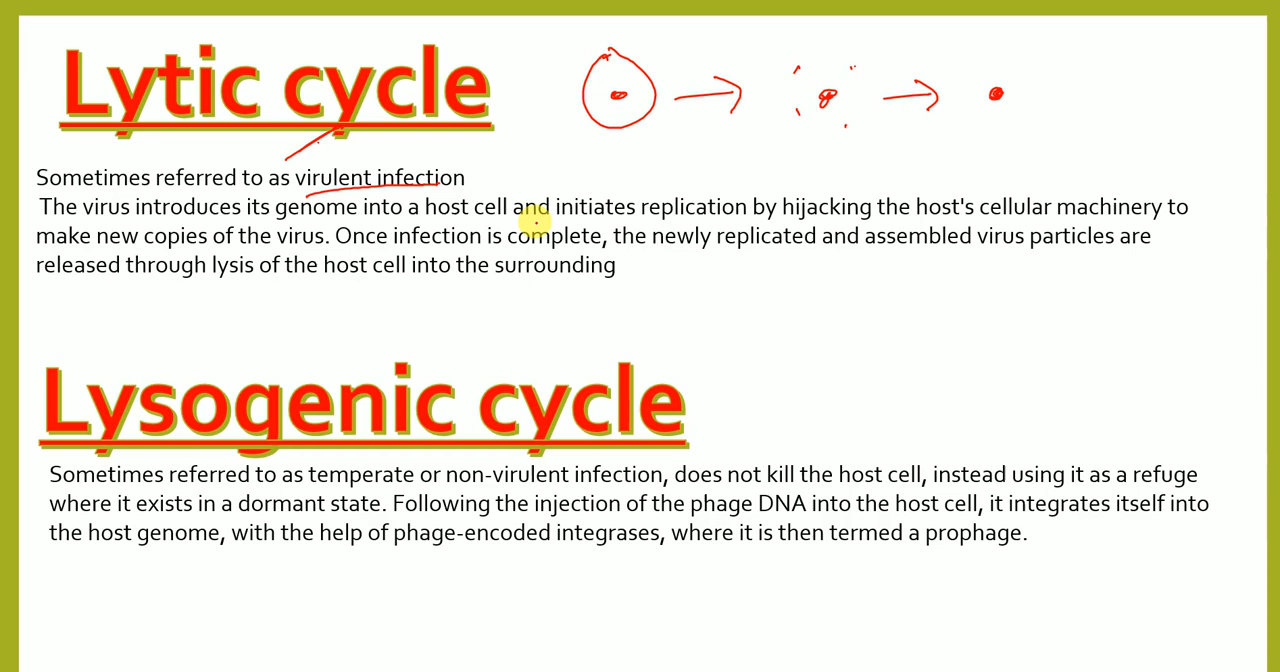 Lytic cycle
Sometimes referred to as virulent infection
The virus introduces its genome into a host cell and initiates replication by hijacking the host's cellular machinery to
make new copies of the virus. Once infection is complete, the newly replicated and assembled virus particles are
released through lysis of the host cell into the surrounding
Lysogenic cycle
Sometimes referred to as temperate or non-virulent infection, does not kill the host cell, instead using it as a refuge
where it exists in a dormant state. Following the injection of the phage DNA into the host cell, it integrates itself into
the host genome, with the help of phage-encoded integrases, where it is then termed a prophage.